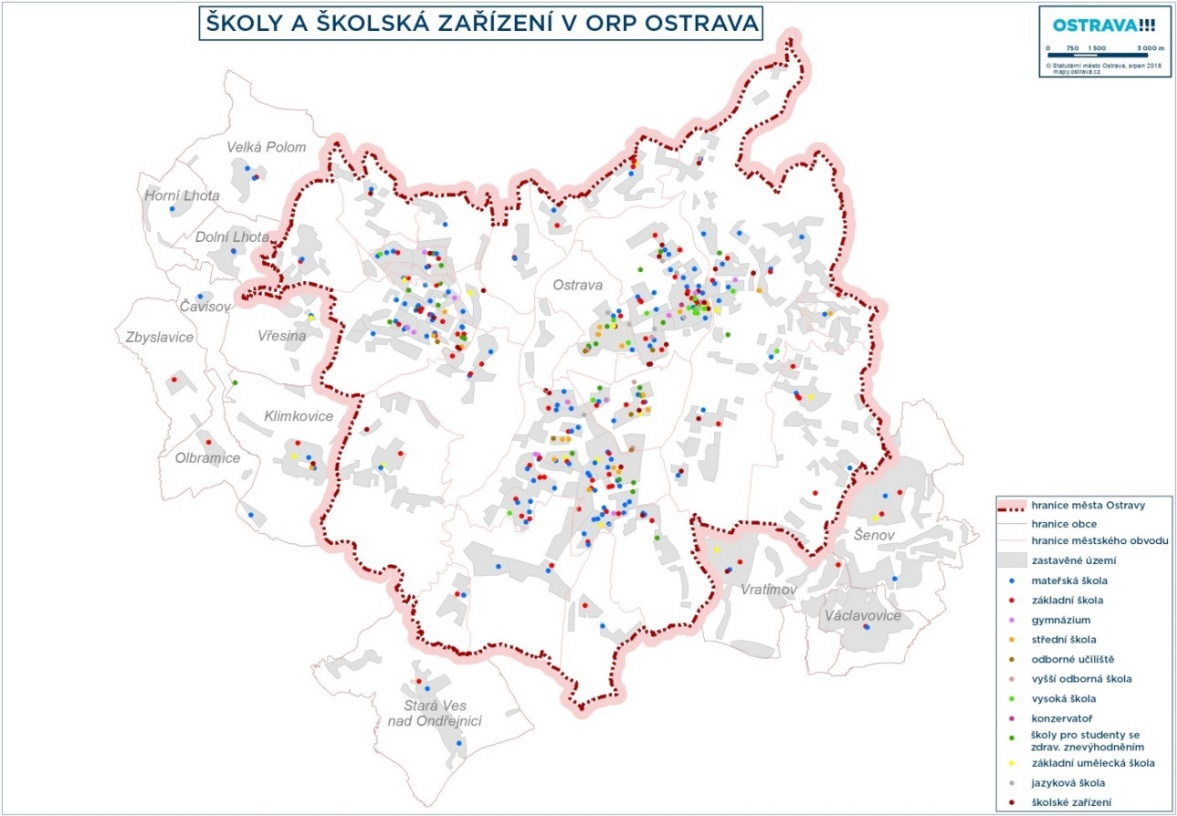 ŠKOLY A ŠKOLSKÁ ZAŘÍZENÍ V ORP OSTRAVA
OSTRAVA!!!
0 750 1 500 3 000 m
© Statutární město Ostrava, srpen 2018
mapy.ostrava.cz
Velká Polom
Horní Lhota
Dolní Lhota
Čavisov
Ostrava
Zbyslavice
Vřesina
Klimkovice
Olbramice
Šenov
Vratimov
Václavovice
Stará Ves
nad Ondřejnicí
hranice města Ostravy
hranice obce
hranice městského obvodu
zastavěné území
mateřská škola
základní škola
gymnázium
střední škola
odborné učiliště
vyšší odborná škola
vysoká škola
konzervatoř
školy pro studenty se
zdrav. znevýhodněním
základní umělecká škola
jazyková škola
školské zařízení